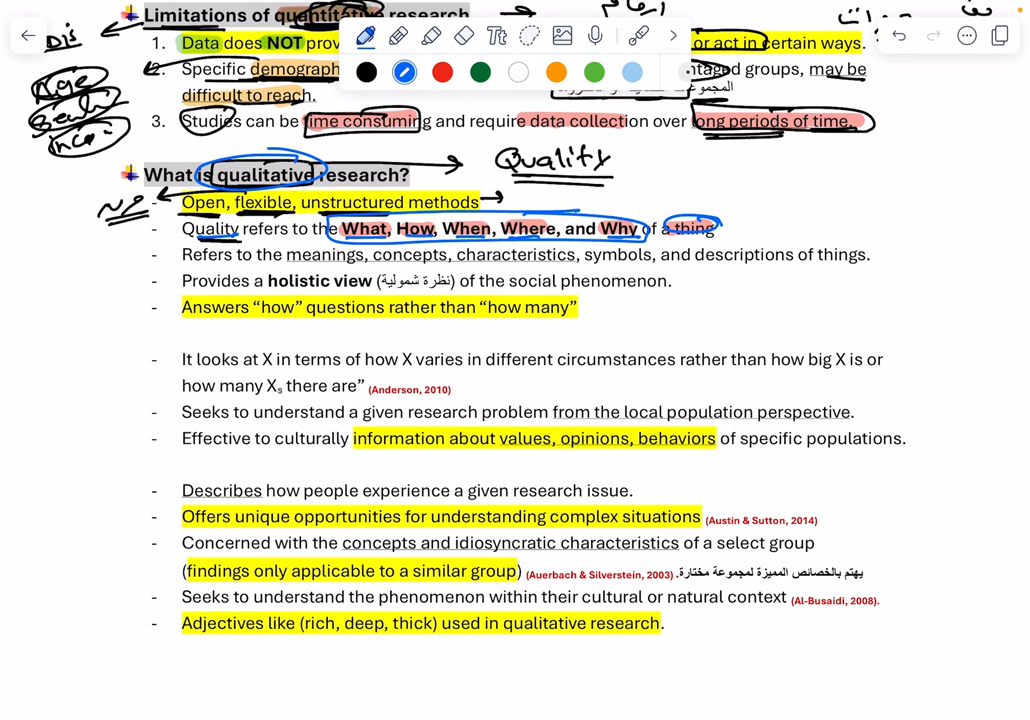 Limitations of quantitative research
أرقام
Dis
1. Data does NOT prov or act in certain ways.
2. Specific demograph ntaged groups, may be
difficult to reach.
Age
3. Studies can be time consuming and require data collection over long periods of time.
What is qualitative research?
Quality
- Open, flexible, unstructured methods
- Quality refers to the What, How, When, Where, and Why of a thing
- Refers to the meanings, concepts, characteristics, symbols, and descriptions of things.
- Provides a holistic view (نظرة شمولية) of the social phenomenon.
- Answers “how” questions rather than “how many”
- It looks at X in terms of how X varies in different circumstances rather than how big X is or
how many Xs there are” (Anderson, 2010)
- Seeks to understand a given research problem from the local population perspective.
- Effective to culturally information about values, opinions, behaviors of specific populations.
- Describes how people experience a given research issue.
- Offers unique opportunities for understanding complex situations (Austin & Sutton, 2014)
- Concerned with the concepts and idiosyncratic characteristics of a select group
(findings only applicable to a similar group) (Auerbach & Silverstein, 2003) .يهتم بالخصائص المميزة لمجموعة مختارة
- Seeks to understand the phenomenon within their cultural or natural context (Al-Busaidi, 2008).
- Adjectives like (rich, deep, thick) used in qualitative research.